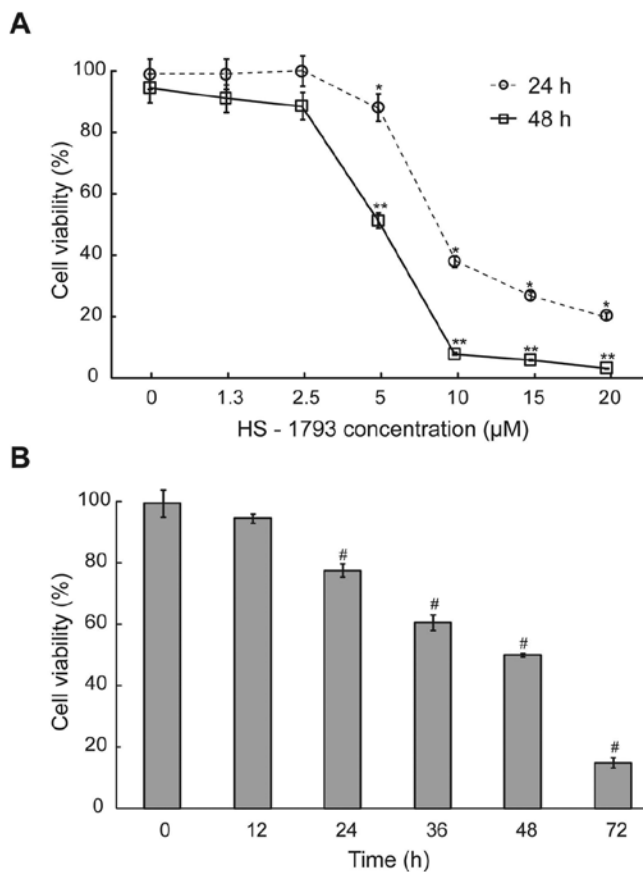 A
100
80
60
40
20
0
Cell viability (%)
24 h
48 h
*
**
*
*
*
**
**
**
0 1.3 2.5 5 10 15 20
HS - 1793 concentration (µM)
B
100
80
60
40
20
0
Cell viability (%)
#
#
#
#
0 12 24 36 48 72
Time (h)